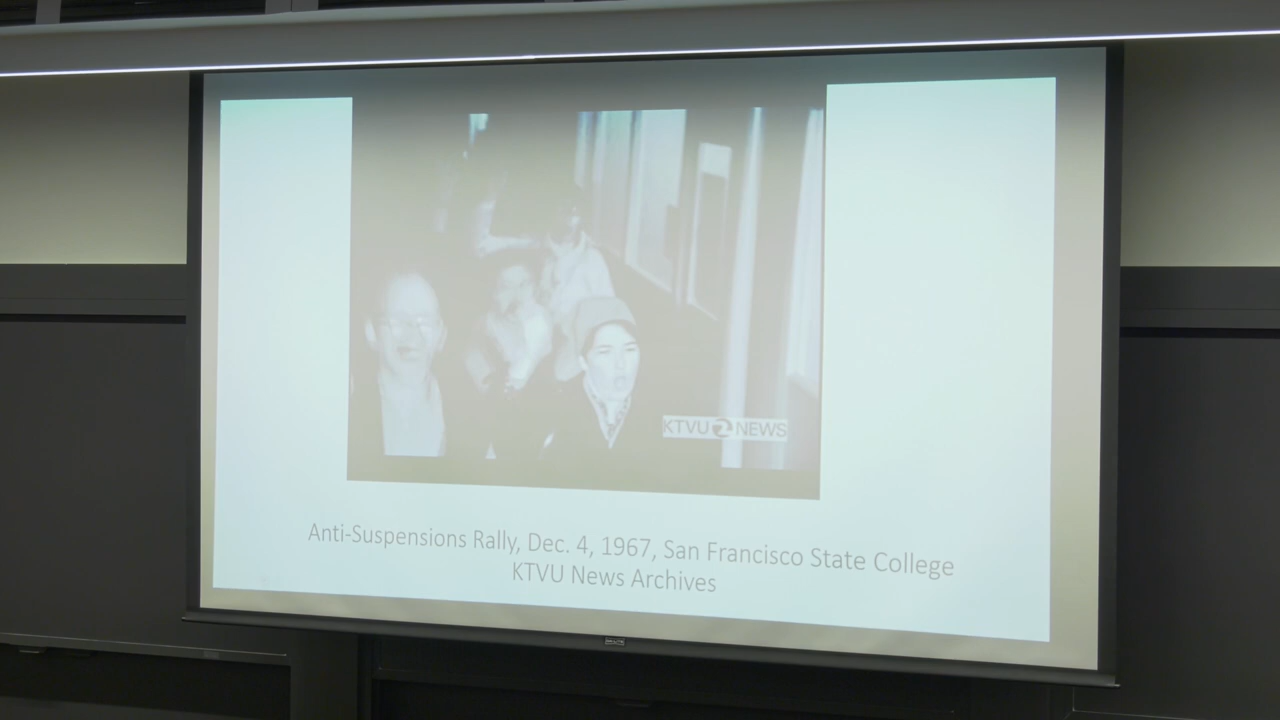 KTVU 2 NEWS
Anti-Suspensions Rally, Dec. 4, 1967, San Francisco State College
KTVU News Archives